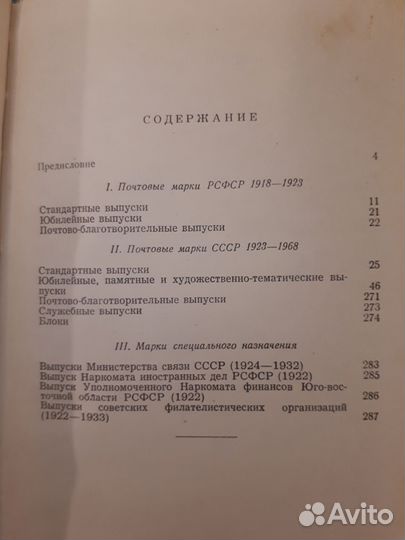 СОДЕРЖАНИЕ
Предисловие 4
I. Почтовые марки РСФСР 1918—1923
Стандартные выпуски 11
Юбилейные выпуски 21
Почтово-благотворительные выпуски 22
II. Почтовые марки СССР 1923—1968
Стандартные выпуски 25
Юбилейные, памятные и художественно-тематические вы-
пуски 46
Почтово-благотворительные выпуски 271
Служебные выпуски 273
Блоки 274
III. Марки специального назначения
Выпуски Министерства связи СССР (1924—1932) 283
Выпуск Наркомата иностранных дел РСФСР (1922) 285
Выпуск Уполномоченного Наркомата финансов Юго-вос-
точной области РСФСР (1922) 286
Выпуски советских филателистических организаций
(1922—1933) 287
Avito